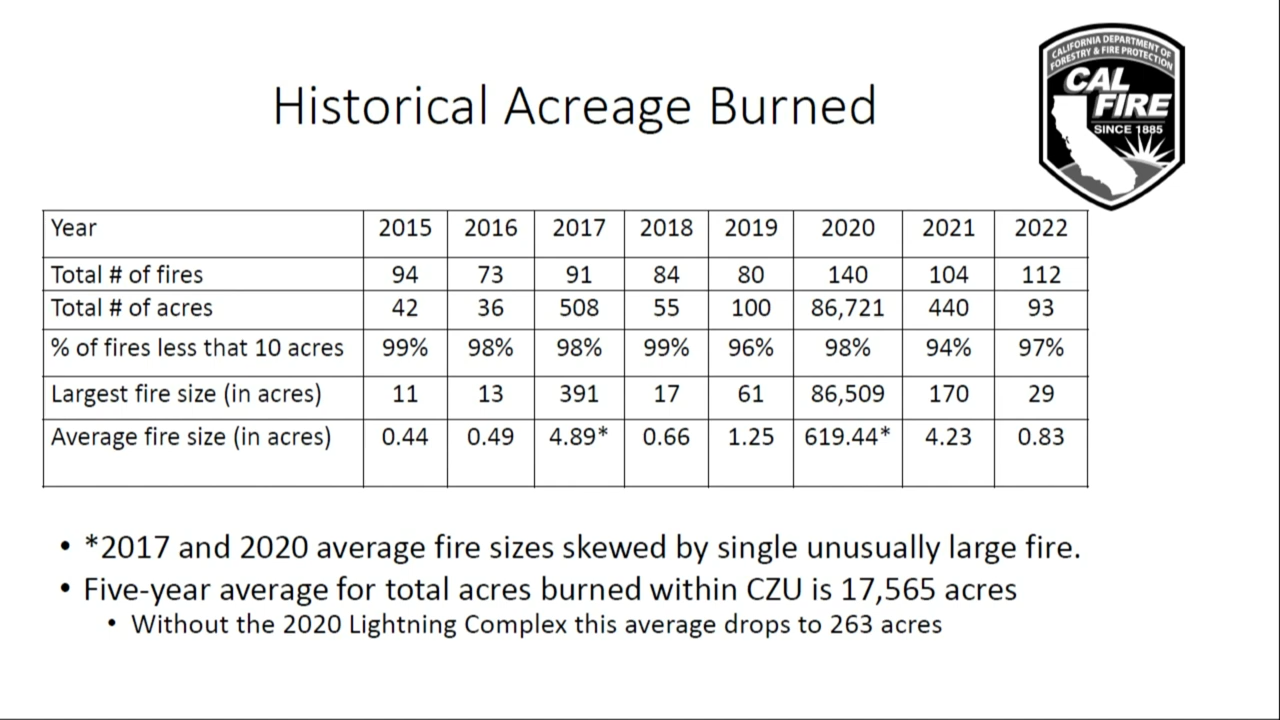 CALIFORNIA DEPARTMENT OF
FORESTRY & FIRE PROTECTION
CAL
FIRE
SINCE 1885
Historical Acreage Burned
Year 2015 2016 2017 2018 2019 2020 2021 2022
Total # of fires 94 73 91 84 80 140 104 112
Total # of acres 42 36 508 55 100 86,721 440 93
% of fires less that 10 acres 99% 98% 98% 99% 96% 98% 94% 97%
Largest fire size (in acres) 11 13 391 17 61 86,509 170 29
Average fire size (in acres) 0.44 0.49 4.89* 0.66 1.25 619.44* 4.23 0.83
• *2017 and 2020 average fire sizes skewed by single unusually large fire.
• Five-year average for total acres burned within CZU is 17,565 acres
• Without the 2020 Lightning Complex this average drops to 263 acres